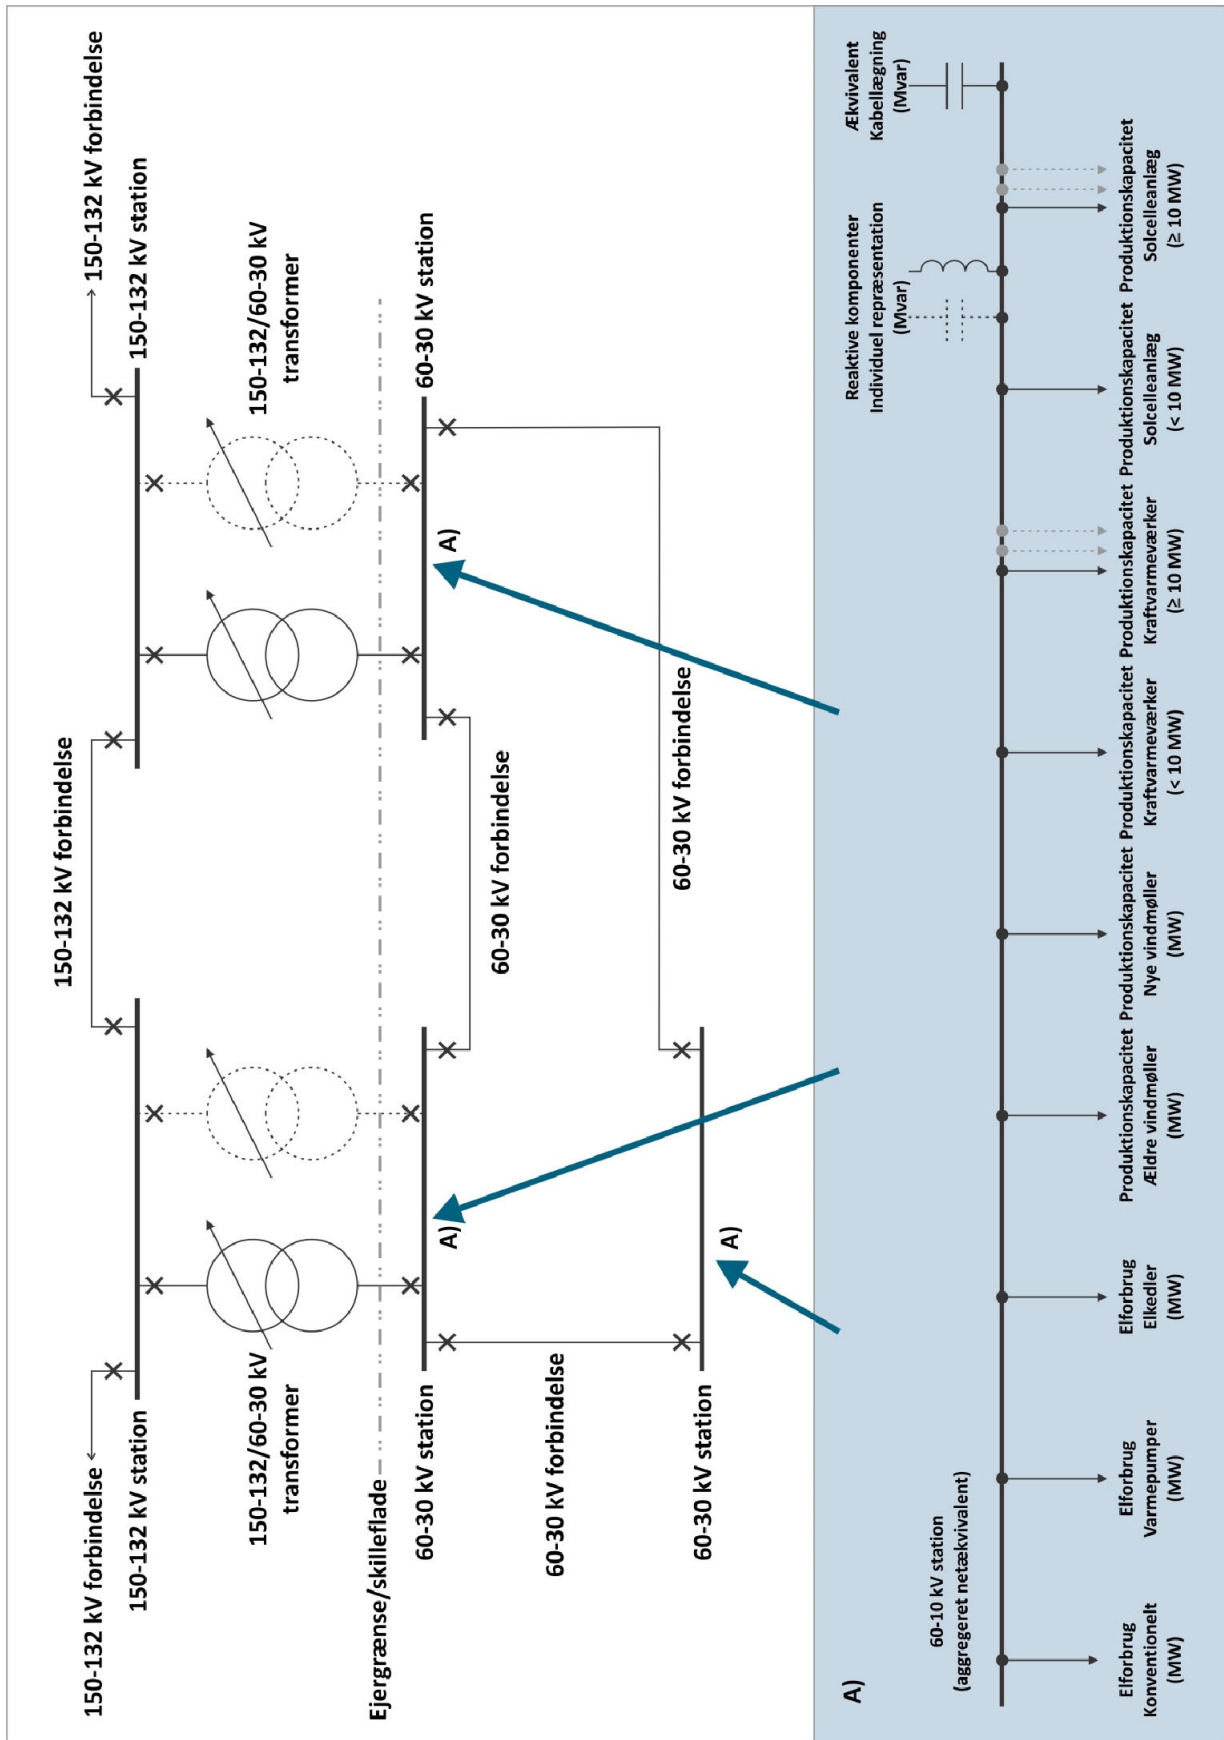 150-132 kV forbindelse
150-132 kV forbindelse
150-132 kV forbindelse
150-132 kV station
150-132 kV station
150-132/60-30 kV
transformer
150-132/60-30 kV
transformer
Ejergrænse/skilleflade
60-30 kV station
60-30 kV station
A)
A)
60-30 kV forbindelse
60-30 kV forbindelse
60-30 kV forbindelse
60-30 kV station
A)
A)
60-10 kV station
(aggregeret netækvivalent)
Reaktive komponenter
Individuel repræsentation
(Mvar)
Ækvivalent
Kabellægning
(Mvar)
Elforbrug
Konventionelt
(MW)
Elforbrug
Varmepumper
(MW)
Elforbrug
Elkedler
(MW)
Produktionskapacitet
Ældre vindmøller
(MW)
Produktionskapacitet
Nye vindmøller
(MW)
Produktionskapacitet
Kraftvarmeværker
(< 10 MW)
Produktionskapacitet
Kraftvarmeværker
(≥ 10 MW)
Produktionskapacitet
Solcelleanlæg
(< 10 MW)
Produktionskapacitet
Solcelleanlæg
(≥ 10 MW)